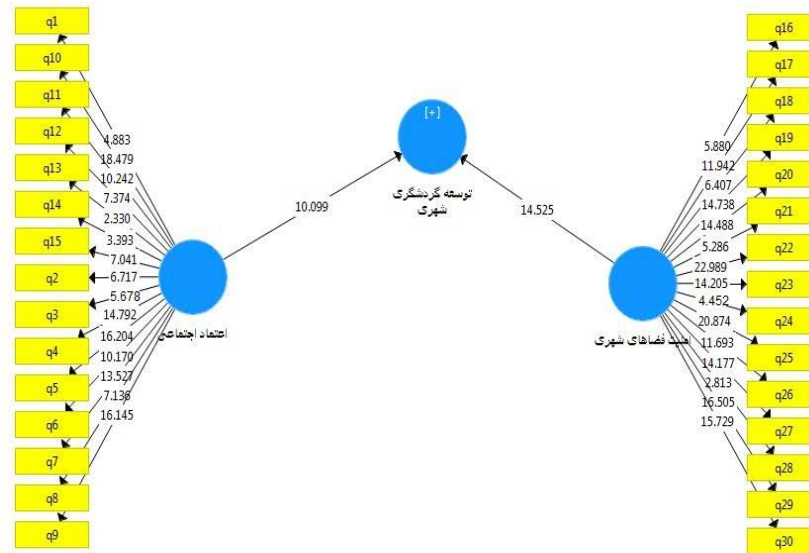 q1
q10
q11
q12
q13
q14
q15
q2
q3
q4
q5
q6
q7
q8
q9
4.883
18.479
10.242
7.374
2.330
3.393
7.041
6.717
5.678
14.792
16.204
10.170
13.527
7.136
16.145
اعتماد اجتماعی
10.099
[+]
توسعه گردشگری
شهری
14.525
امنیت فضاهای شهری
5.880
11.942
6.407
14.738
14.488
5.286
22.989
14.205
4.452
20.874
11.693
14.177
2.813
16.505
15.729
q16
q17
q18
q19
q20
q21
q22
q23
q24
q25
q26
q27
q28
q29
q30